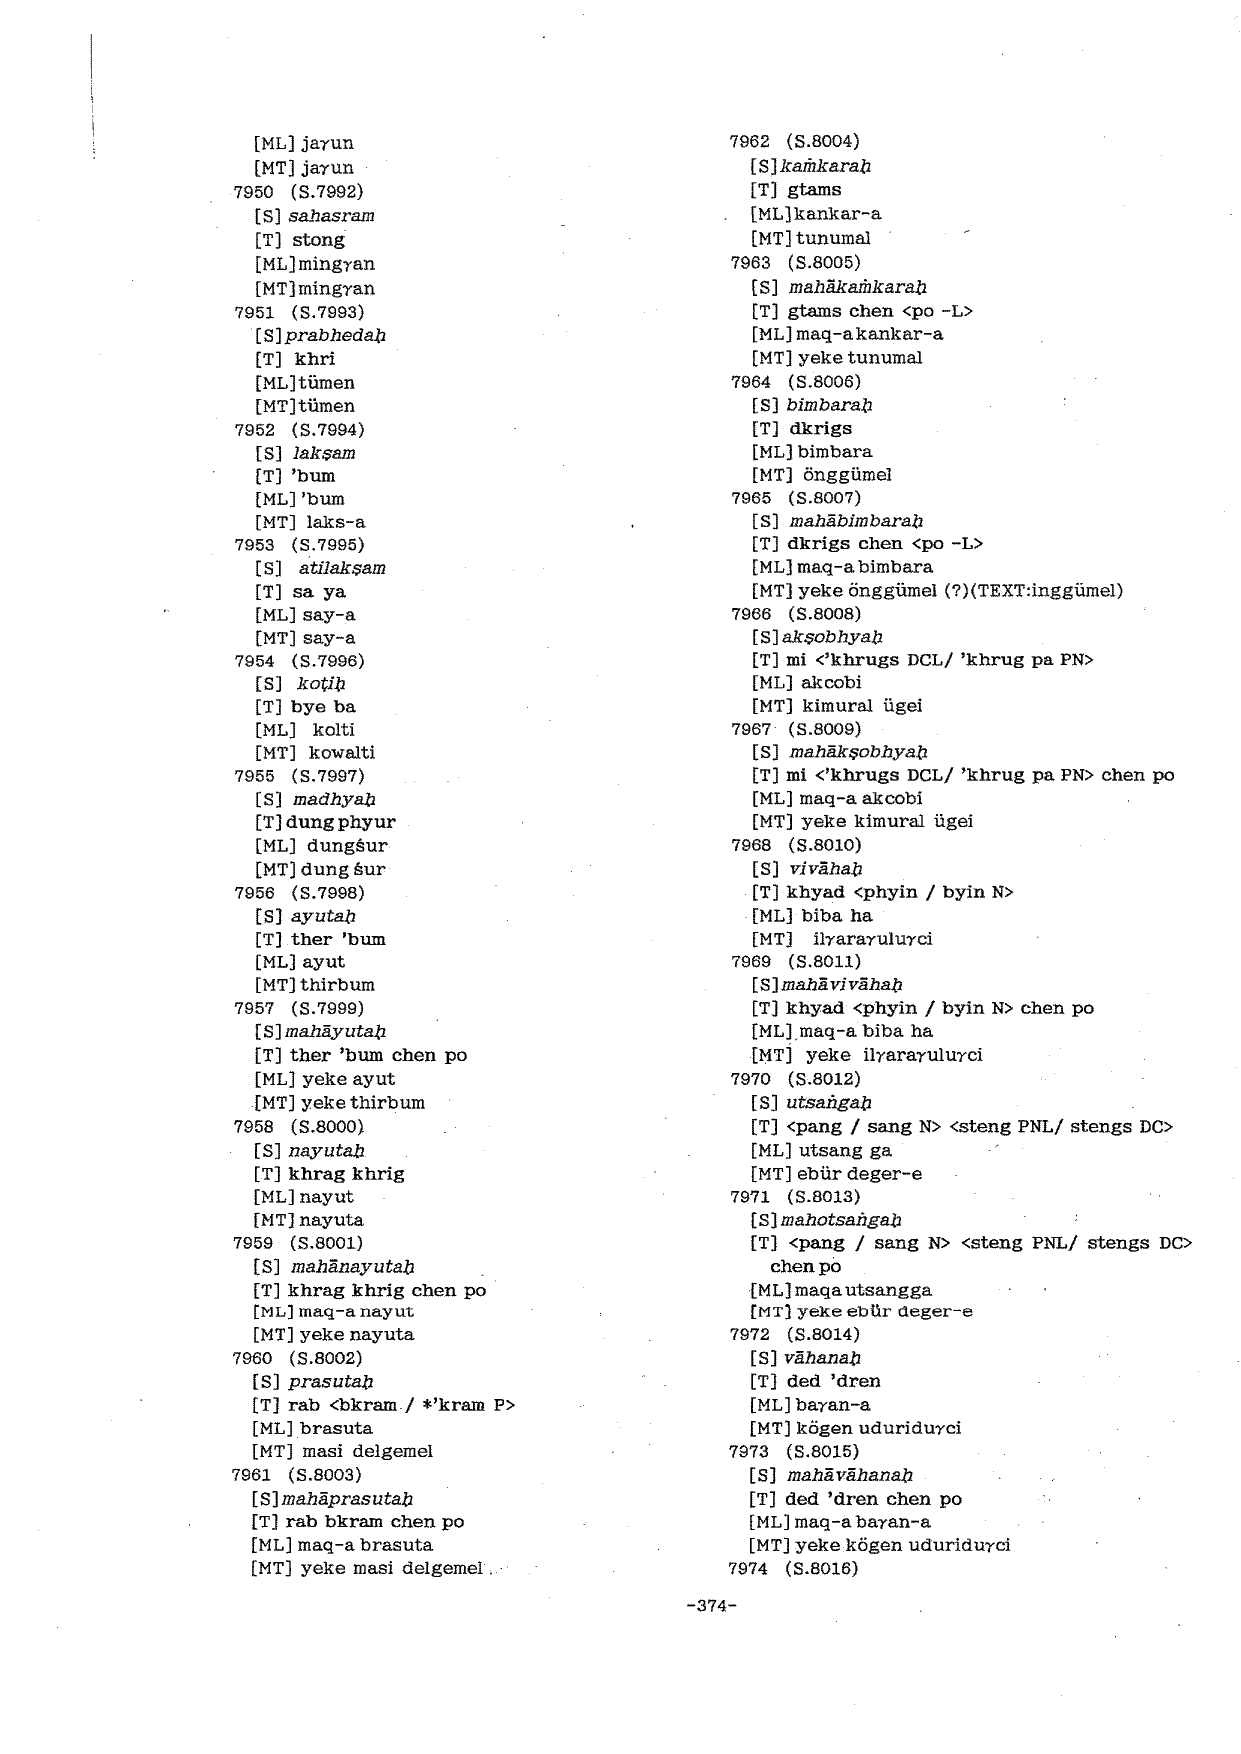 [ML] jaγun
[MT] jaγun
7950 (S.7992)
[S] sahasram
[T] stong
[ML]mingγan
[MT]mingγan
7951 (S.7993)
[S]prabhedaḥ
[T] khri
[ML]tümen
[MT]tümen
7952 (S.7994)
[S] lakṣam
[T] 'bum
[ML] 'bum
[MT] laks-a
7953 (S.7995)
[S] atilakṣam
[T] sa ya
[ML] say-a
[MT] say-a
7954 (S.7996)
[S] koṭiḥ
[T] bye ba
[ML] kolti
[MT] kowalti
7955 (S.7997)
[S] madhyaḥ
[T] dung phyur
[ML] dungśur
[MT] dung śur
7956 (S.7998)
[S] ayutaḥ
[T] ther 'bum
[ML] ayut
[MT] thirbum
7957 (S.7999)
[S]mahāyutaḥ
[T] ther 'bum chen po
[ML] yeke ayut
[MT] yeke thirbum
7958 (S.8000)
[S] nayutaḥ
[T] khrag khrig
[ML] nayut
[MT] nayuta
7959 (S.8001)
[S] mahānayutaḥ
[T] khrag khrig chen po
[ML] maq-a nayut
[MT] yeke nayuta
7960 (S.8002)
[S] prasutaḥ
[T] rab <bkram / *'kram P>
[ML] brasuta
[MT] masi delgemel
7961 (S.8003)
[S]mahāprasutaḥ
[T] rab bkram chen po
[ML] maq-a brasuta
[MT] yeke masi delgemel
7962 (S.8004)
[S]kaṁkaraḥ
[T] gtams
[ML]kankar-a
[MT] tunumal
7963 (S.8005)
[S] mahākaṁkaraḥ
[T] gtams chen <po -L>
[ML] maq-a kankar-a
[MT] yeke tunumal
7964 (S.8006)
[S] bimbaraḥ
[T] dkrigs
[ML] bimbara
[MT] önggümel
7965 (S.8007)
[S] mahābimbaraḥ
[T] dkrigs chen <po -L>
[ML] maq-a bimbara
[MT] yeke önggümel (?)(TEXT:inggümel)
7966 (S.8008)
[S]akṣobhyaḥ
[T] mi <'khrugs DCL/ 'khrug pa PN>
[ML] akcobi
[MT] kimural ügei
7967 (S.8009)
[S] mahākṣobhyaḥ
[T] mi <'khrugs DCL/ 'khrug pa PN> chen po
[ML] maq-a akcobi
[MT] yeke kimural ügei
7968 (S.8010)
[S] vivāhaḥ
[T] khyad <phyin / byin N>
[ML] biba ha
[MT] ilγaraγuluγci
7969 (S.8011)
[S]mahāvivāhaḥ
[T] khyad <phyin / byin N> chen po
[ML] maq-a biba ha
[MT] yeke ilγaraγuluγci
7970 (S.8012)
[S] utsaṅgaḥ
[T] <pang / sang N> <steng PNL/ stengs DC>
[ML] utsang ga
[MT] ebür deger-e
7971 (S.8013)
[S]mahotsaṅgaḥ
[T] <pang / sang N> <steng PNL/ stengs DC>
chen po
[ML]maqa utsangga
[MT] yeke ebür deger-e
7972 (S.8014)
[S] vāhanaḥ
[T] ded 'dren
[ML] baγan-a
[MT] kögen uduriduγci
7973 (S.8015)
[S] mahāvāhanaḥ
[T] ded 'dren chen po
[ML] maq-a baγan-a
[MT] yeke kögen uduriduγci
7974 (S.8016)
-374-